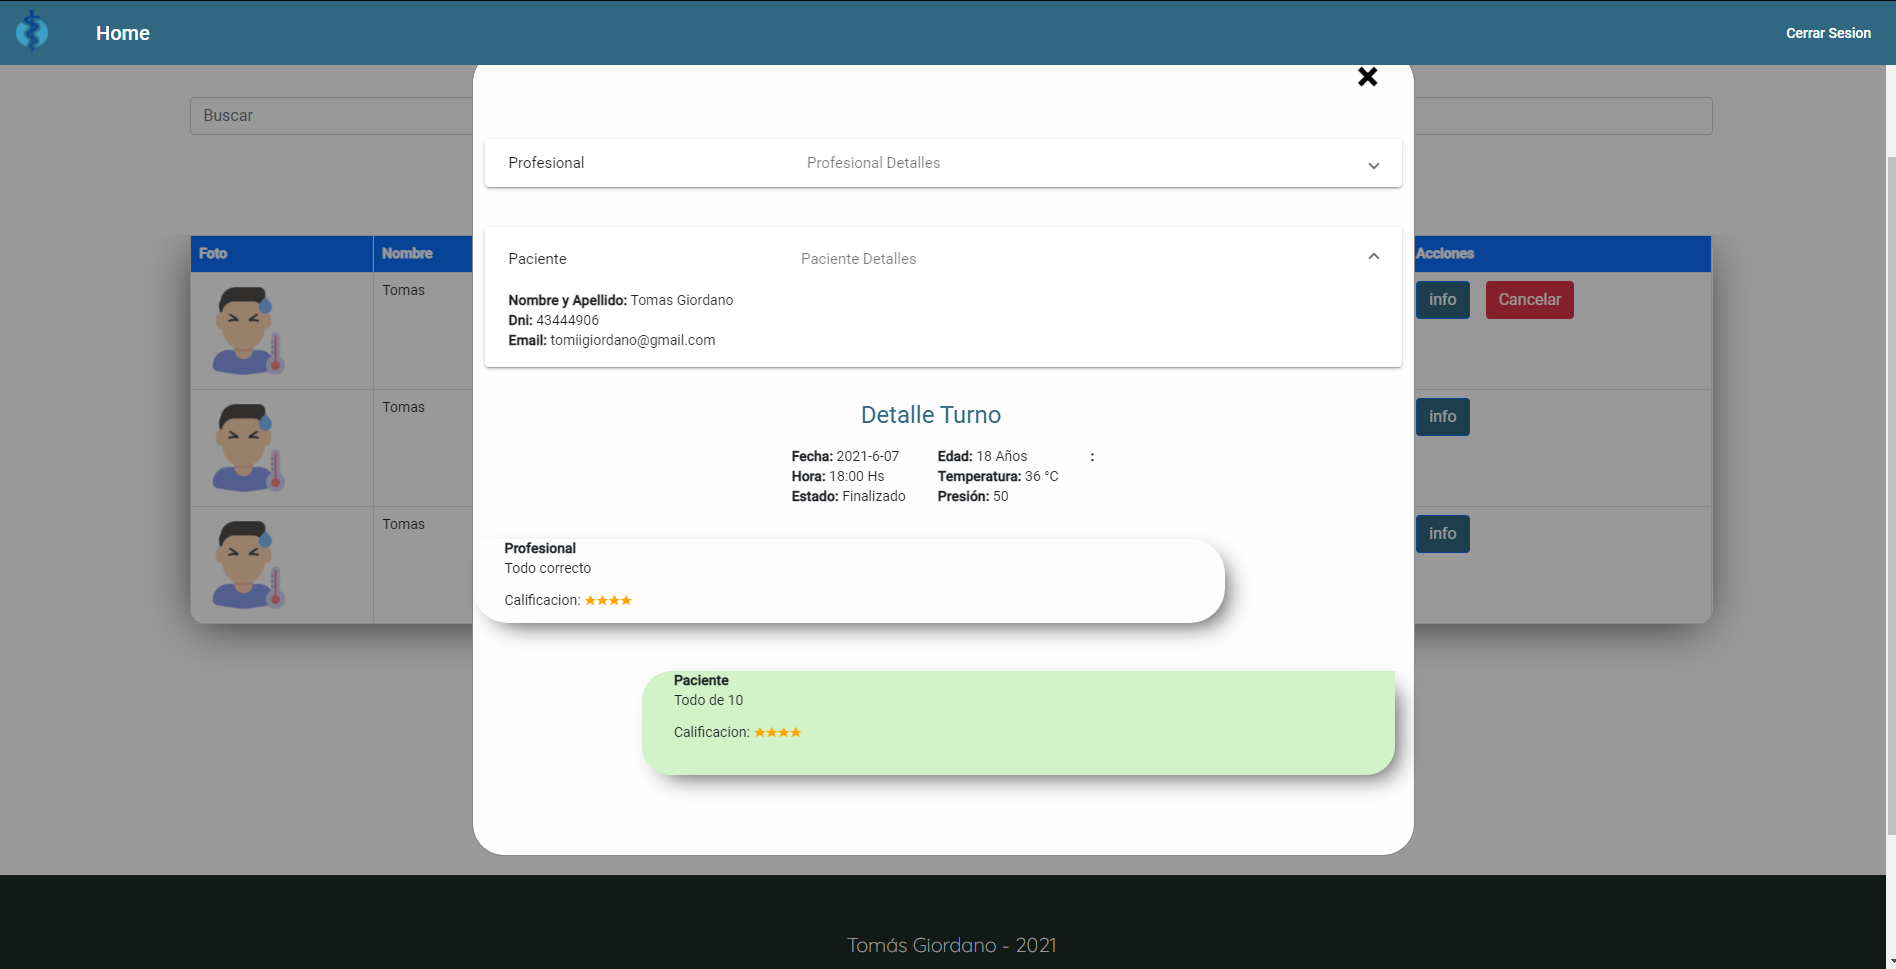 Home
Cerrar Sesion
Buscar
Profesional Profesional Detalles
Foto Nombre Acciones
Paciente Paciente Detalles
Tomas info Cancelar
Nombre y Apellido: Tomas Giordano
Dni: 43444906
Email: tomiigiordano@gmail.com
Tomas info
Detalle Turno
Fecha: 2021-6-07 Edad: 18 Años :
Hora: 18:00 Hs Temperatura: 36 °C
Estado: Finalizado Presión: 50
Tomas info
Profesional
Todo correcto
Calificacion: ★★★★
Paciente
Todo de 10
Calificacion: ★★★★
Tomás Giordano - 2021